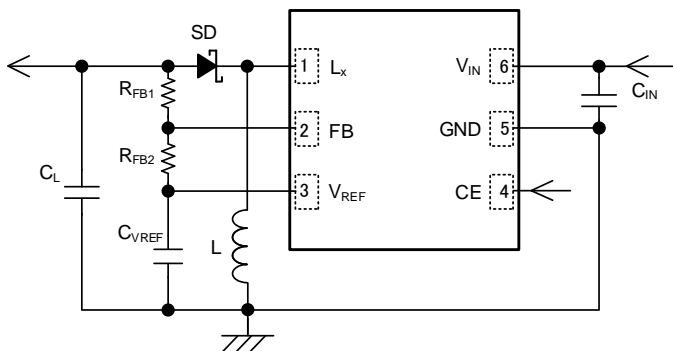 SD
1 Lx VIN 6
RFB1 CIN
2 FB GND 5
RFB2
CL 3 VREF CE 4
CVREF L